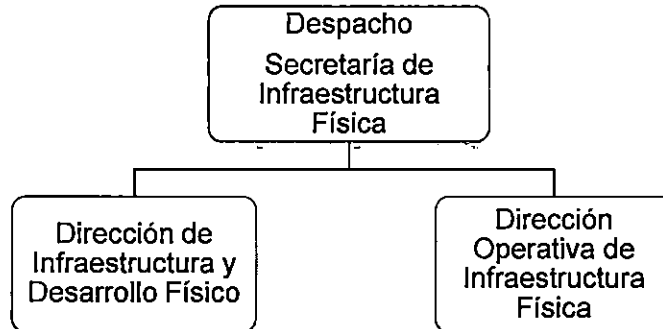 Despacho
Secretaría de
Infraestructura
Física
Dirección de
Infraestructura y
Desarrollo Físico
Dirección
Operativa de
Infraestructura
Física